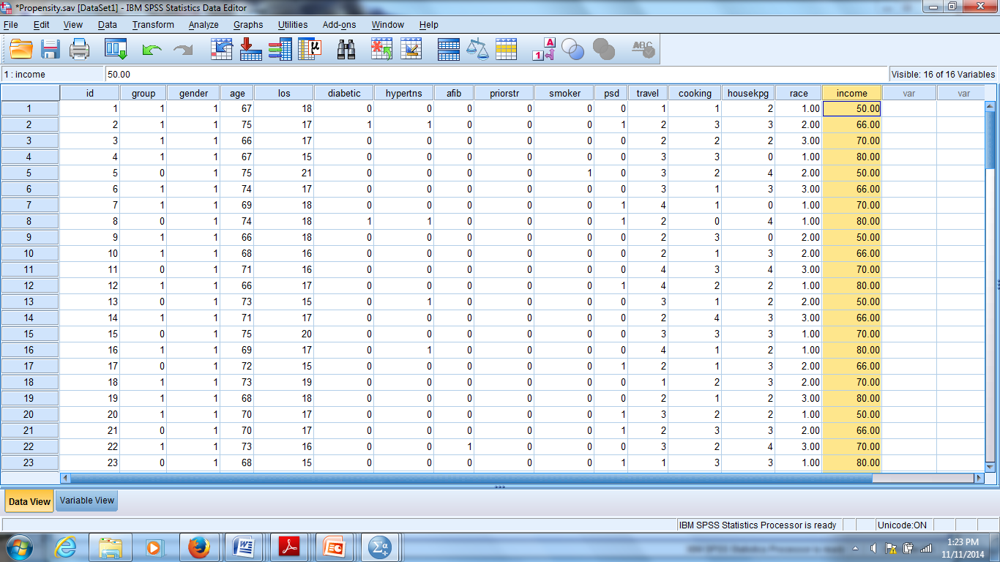 *Propensity.sav [DataSet1] - IBM SPSS Statistics Data Editor
File Edit View Data Transform Analyze Graphs Utilities Add-ons Window Help
1 : income 50.00 Visible: 16 of 16 Variables
id group gender age los diabetic hypertns afib priorstr smoker psd travel cooking housekpg race income var var
1 1 1 1 67 18 0 0 0 0 0 0 1 1 2 1.00 50.00
2 2 1 1 75 17 1 1 0 0 0 1 2 3 3 2.00 66.00
3 3 1 1 66 17 0 0 0 0 0 0 2 2 2 3.00 70.00
4 4 1 1 67 15 0 0 0 0 0 0 3 3 0 1.00 80.00
5 5 0 1 75 21 0 0 0 0 1 0 3 2 4 2.00 50.00
6 6 1 1 74 17 0 0 0 0 0 0 3 1 3 3.00 66.00
7 7 1 1 69 18 0 0 0 0 0 1 4 1 0 1.00 70.00
8 8 0 1 74 18 1 1 0 0 0 1 2 0 4 1.00 80.00
9 9 1 1 66 18 0 0 0 0 0 0 2 3 0 2.00 50.00
10 10 1 1 68 16 0 0 0 0 0 0 2 1 3 2.00 66.00
11 11 0 1 71 16 0 0 0 0 0 0 4 3 4 3.00 70.00
12 12 1 1 66 17 0 0 0 0 0 1 4 2 2 1.00 80.00
13 13 0 1 73 15 0 1 0 0 0 0 3 1 2 2.00 50.00
14 14 1 1 71 17 0 0 0 0 0 0 2 4 3 3.00 66.00
15 15 0 1 75 20 0 0 0 0 0 0 3 3 3 1.00 70.00
16 16 1 1 69 17 0 1 0 0 0 0 4 1 2 1.00 80.00
17 17 0 1 72 15 0 0 0 0 0 1 2 1 3 2.00 66.00
18 18 1 1 73 19 0 0 0 0 0 0 1 2 3 2.00 70.00
19 19 1 1 68 18 0 0 0 0 0 0 2 1 2 3.00 80.00
20 20 1 1 70 17 0 0 0 0 0 1 3 2 2 1.00 50.00
21 21 0 1 70 17 0 0 0 0 0 1 2 3 3 2.00 66.00
22 22 1 1 73 16 0 0 1 0 0 0 3 2 4 3.00 70.00
23 23 0 1 68 15 0 0 0 0 0 1 1 3 3 1.00 80.00
Data View Variable View
IBM SPSS Statistics Processor is ready Unicode:ON
1:23 PM
11/11/2014